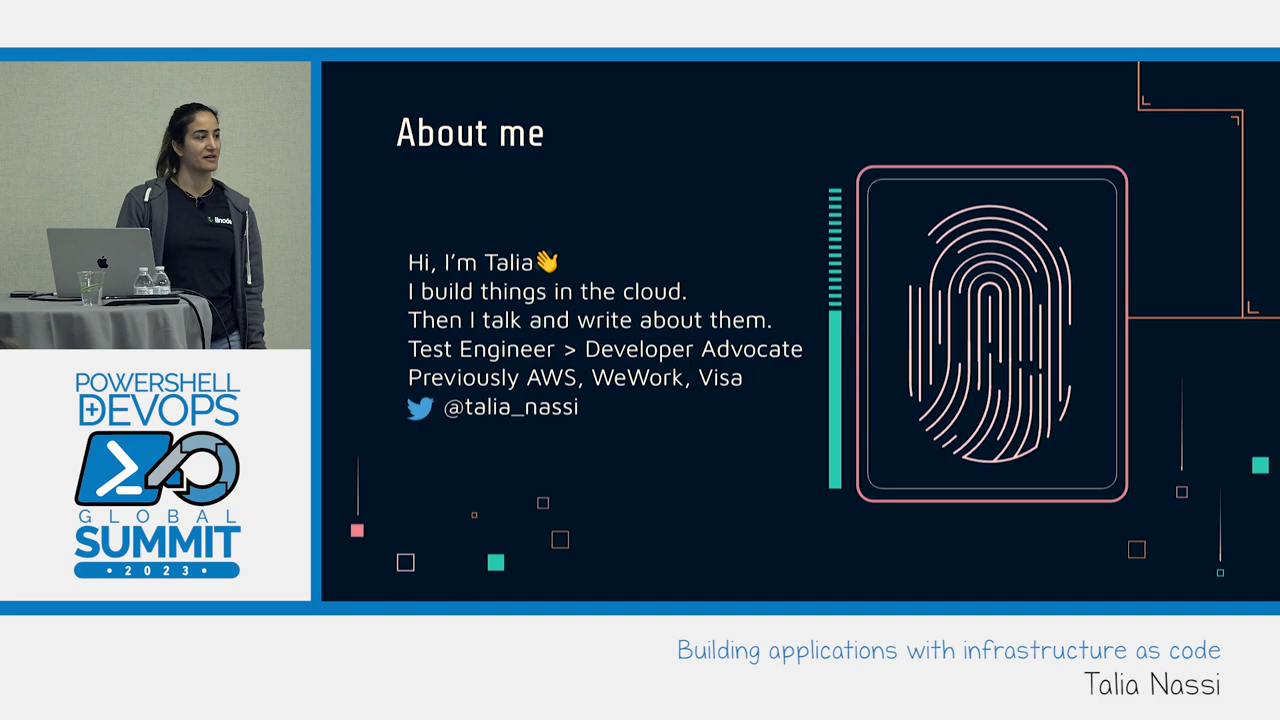 About me
Hi, I'm Talia👋
I build things in the cloud.
Then I talk and write about them.
Test Engineer > Developer Advocate
Previously AWS, WeWork, Visa
@talia_nassi
linode
POWERSHELL
+DEVOPS
GLOBAL
SUMMIT
• 2023 •
Building applications with infrastructure as code
Talia Nassi